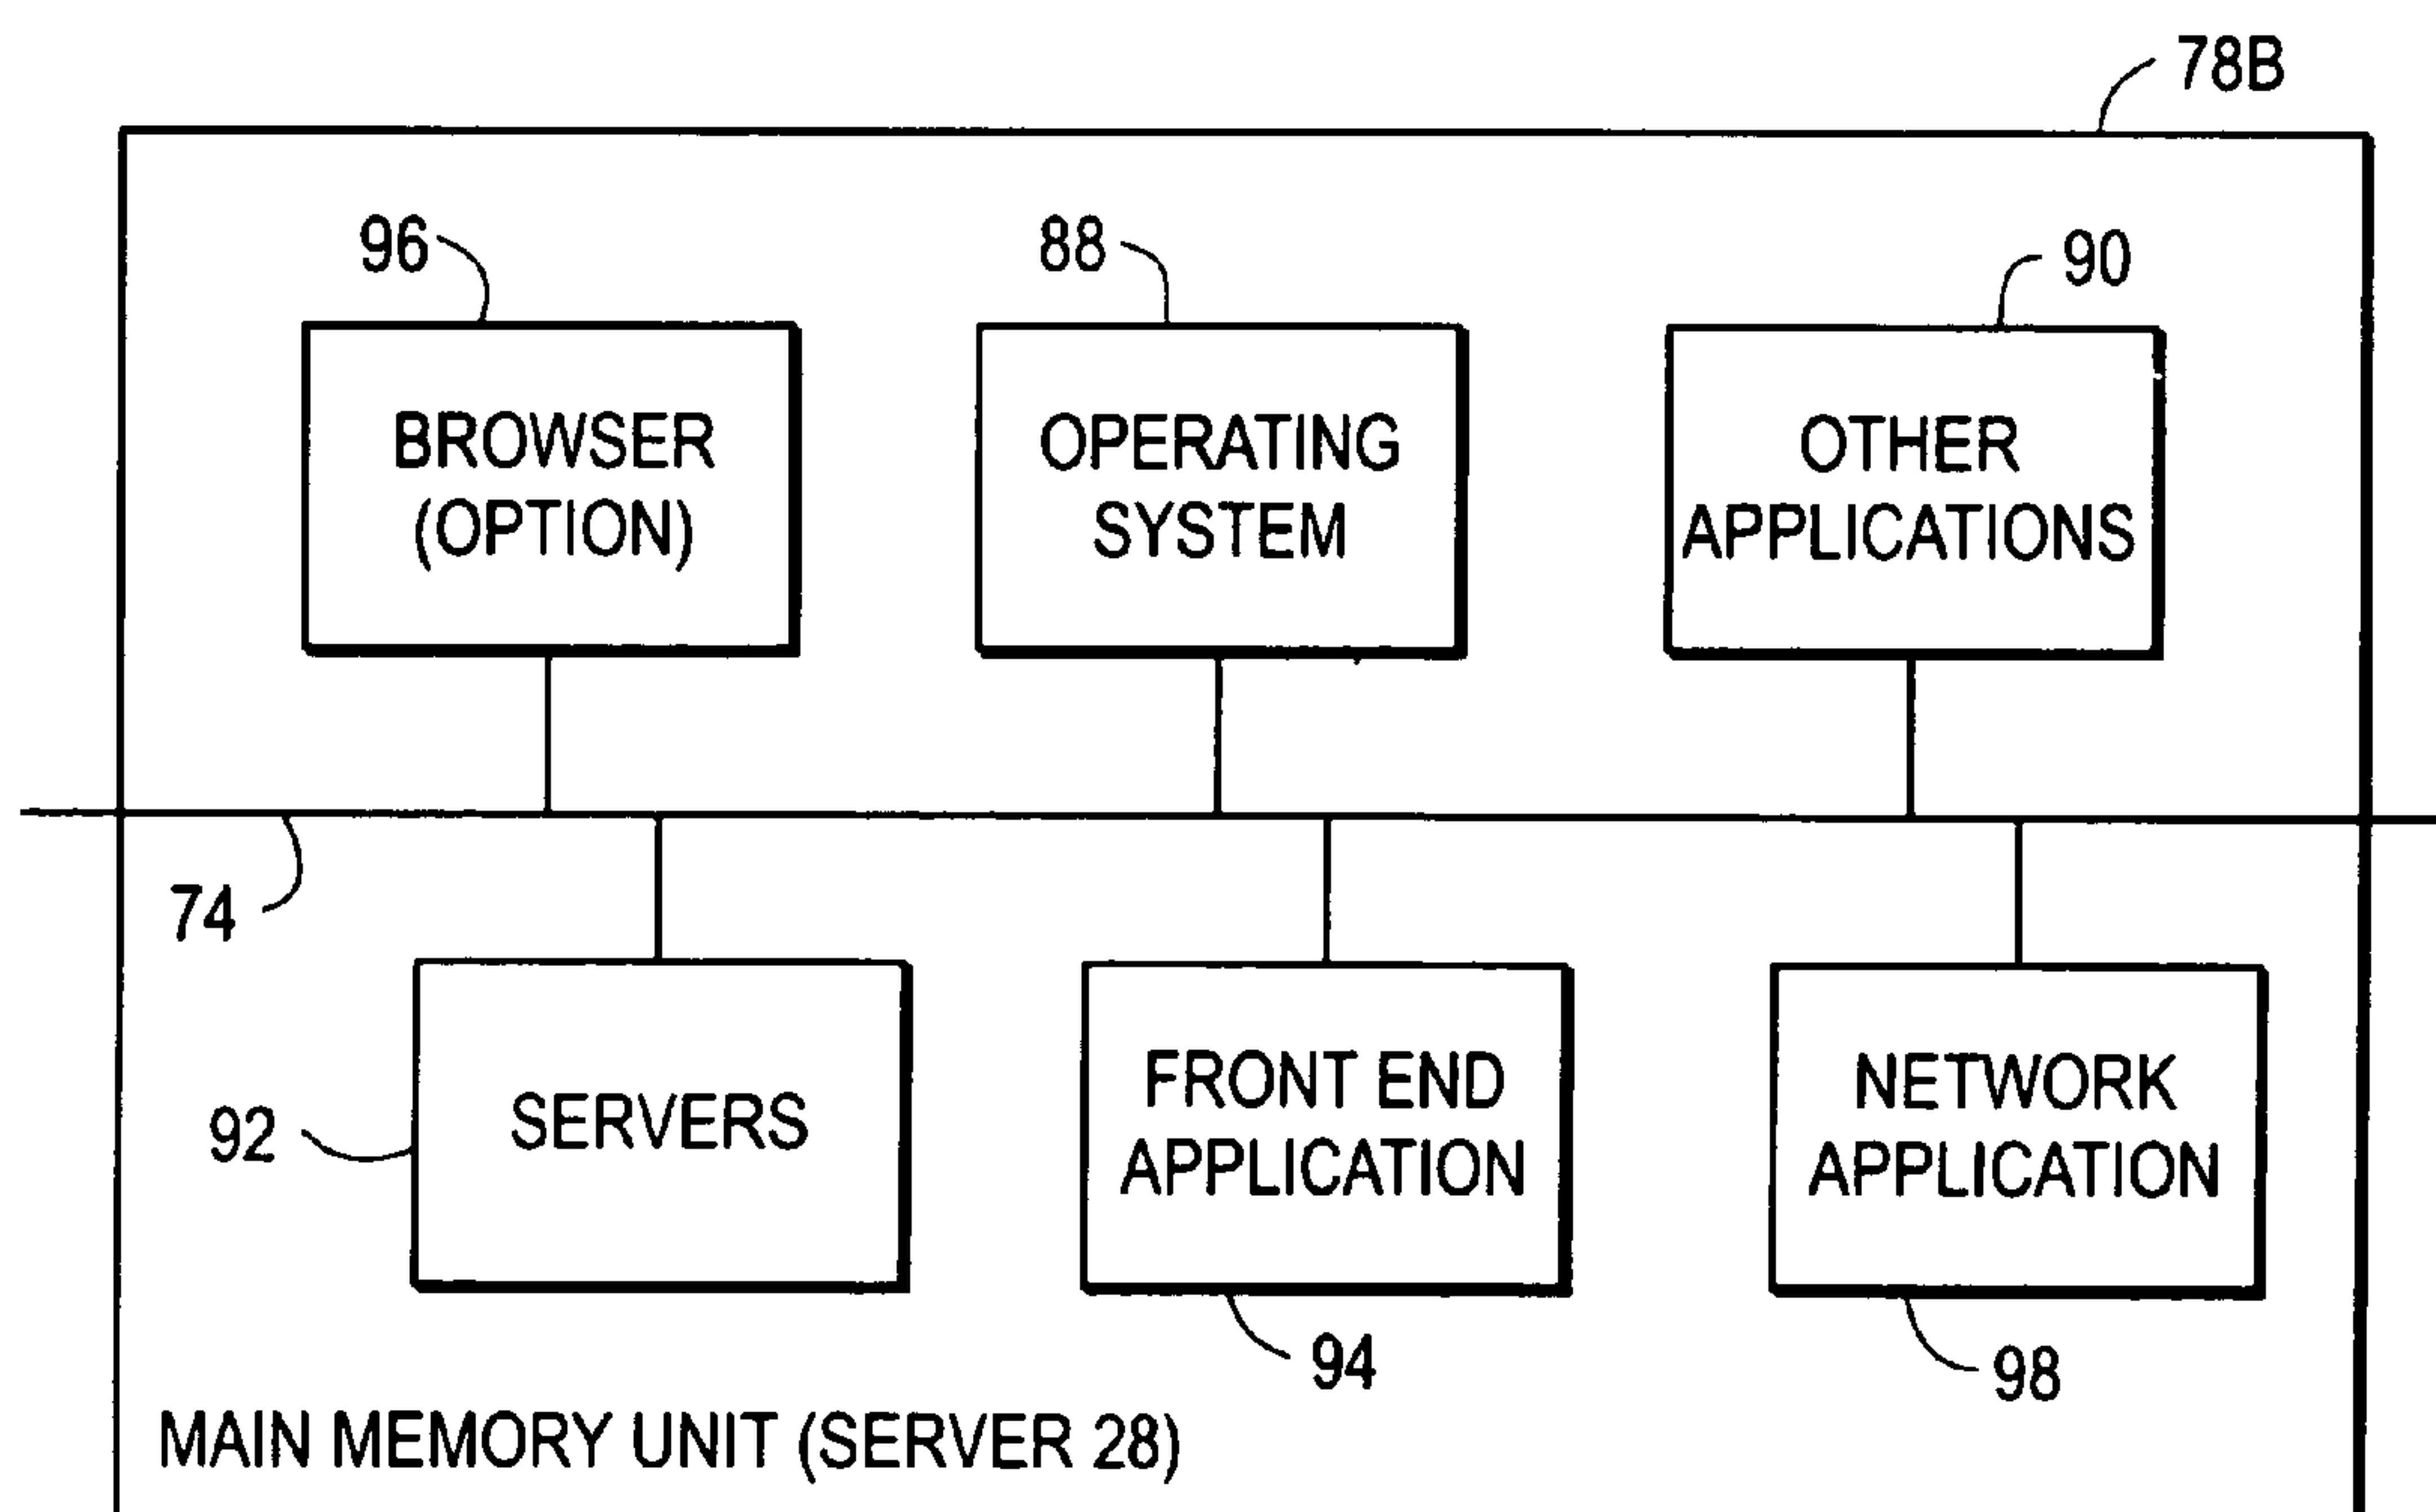 78B
96
88
90
BROWSER
(OPTION)
OPERATING
SYSTEM
OTHER
APPLICATIONS
74
92
SERVERS
FRONT END
APPLICATION
NETWORK
APPLICATION
94
98
MAIN MEMORY UNIT (SERVER 28)